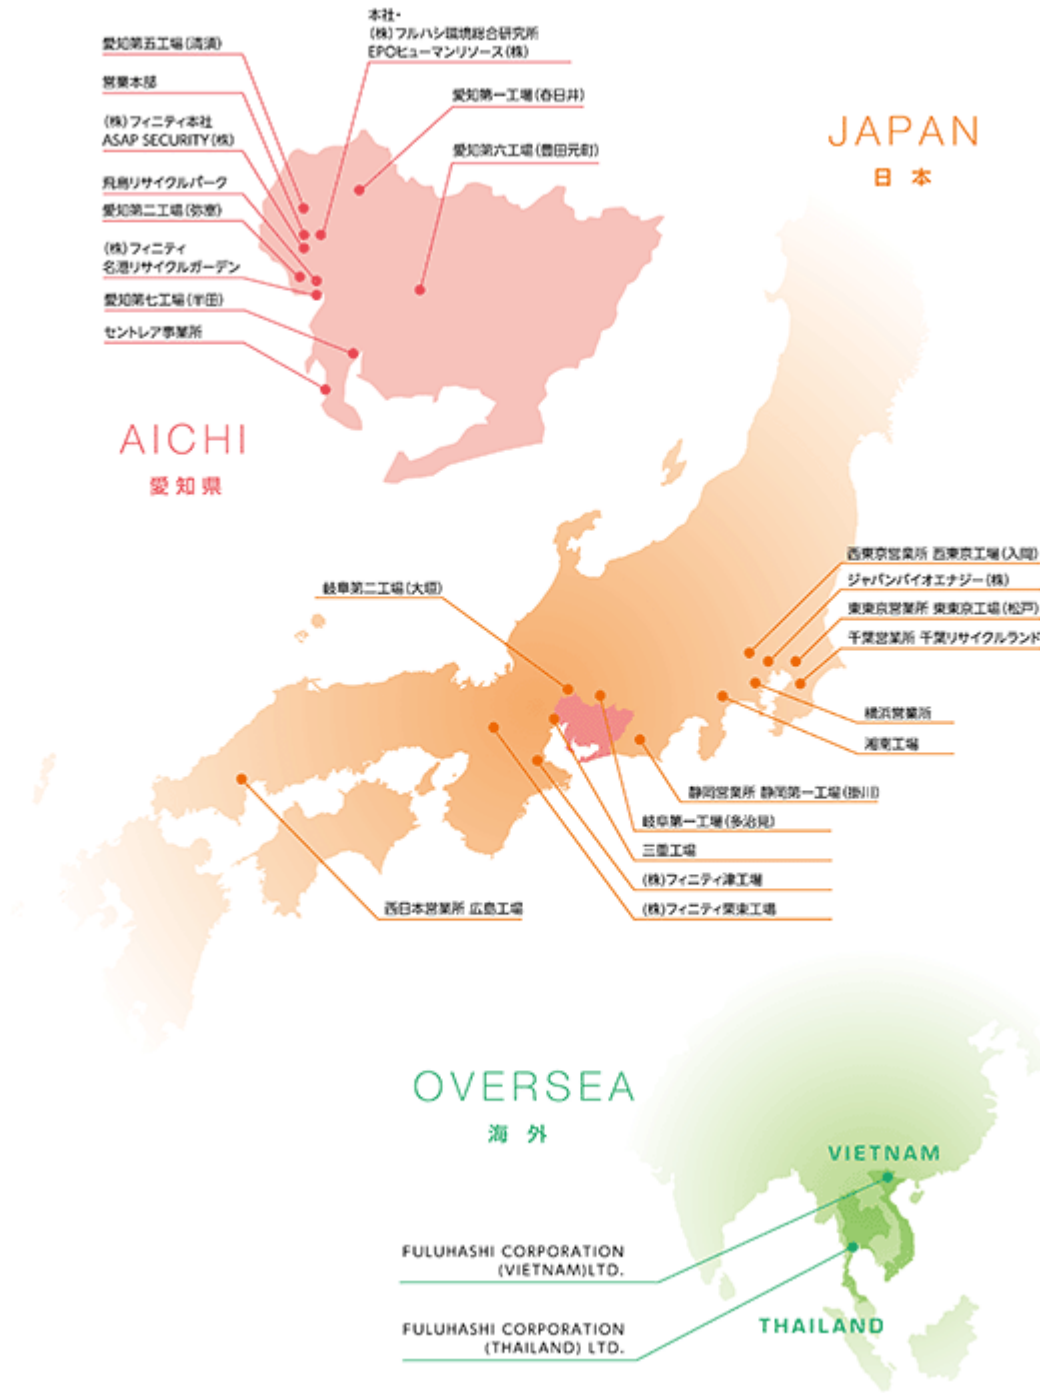 本社・
(株)フルハシ環境総合研究所
EPOヒューマンリソース(株)
愛知第五工場(清須)
営業本部
愛知第一工場(春日井)
(株)フィニティ本社
ASAP SECURITY(株)
愛知第六工場(豊田元町)
飛島リサイクルパーク
愛知第二工場(弥富)
(株)フィニティ
名港リサイクルガーデン
愛知第七工場(半田)
セントレア事業所
AICHI
愛知県
JAPAN
日本
西東京営業所 西東京工場(入間)
ジャパンバイオエナジー(株)
東東京営業所 東東京工場(松戸)
千葉営業所 千葉リサイクルランド
岐阜第二工場(大垣)
横浜営業所
湘南工場
静岡営業所 静岡第一工場(掛川)
岐阜第一工場(多治見)
三重工場
(株)フィニティ津工場
(株)フィニティ栗東工場
西日本営業所 広島工場
OVERSEA
海外
VIETNAM
FULUHASHI CORPORATION
(VIETNAM)LTD.
THAILAND
FULUHASHI CORPORATION
(THAILAND) LTD.